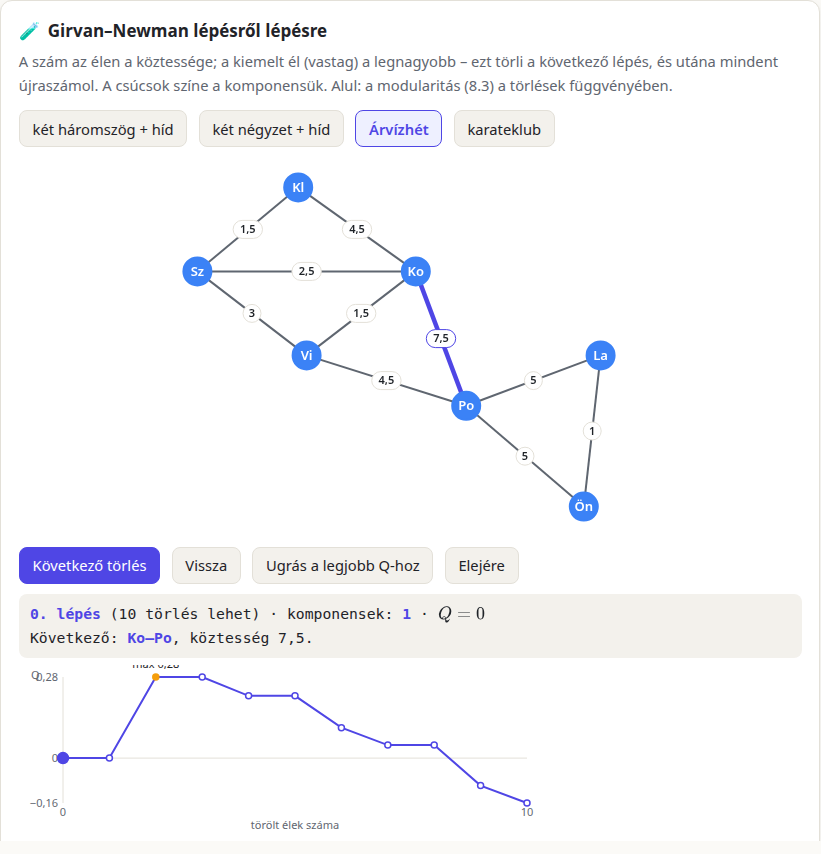 🧪 Girvan–Newman lépésről lépésre
A szám az élen a köztessége; a kiemelt él (vastag) a legnagyobb – ezt törli a következő lépés, és utána mindent
újraszámol. A csúcsok színe a komponensük. Alul: a modularitás (8.3) a törlések függvényében.
két háromszög + híd két négyzet + híd Árvízhét karateklub
Kl
1,5 4,5
Sz 2,5 Ko
3 1,5
7,5
Vi La
4,5 5
Po
1
5
Ön
Következő törlés Vissza Ugrás a legjobb Q-hoz Elejére
0. lépés (10 törlés lehet) · komponensek: 1 · Q = 0
Következő: Ko–Po, köztesség 7,5.
max 0,28
Q
0,28
0
−0,16
0 10
törölt élek száma